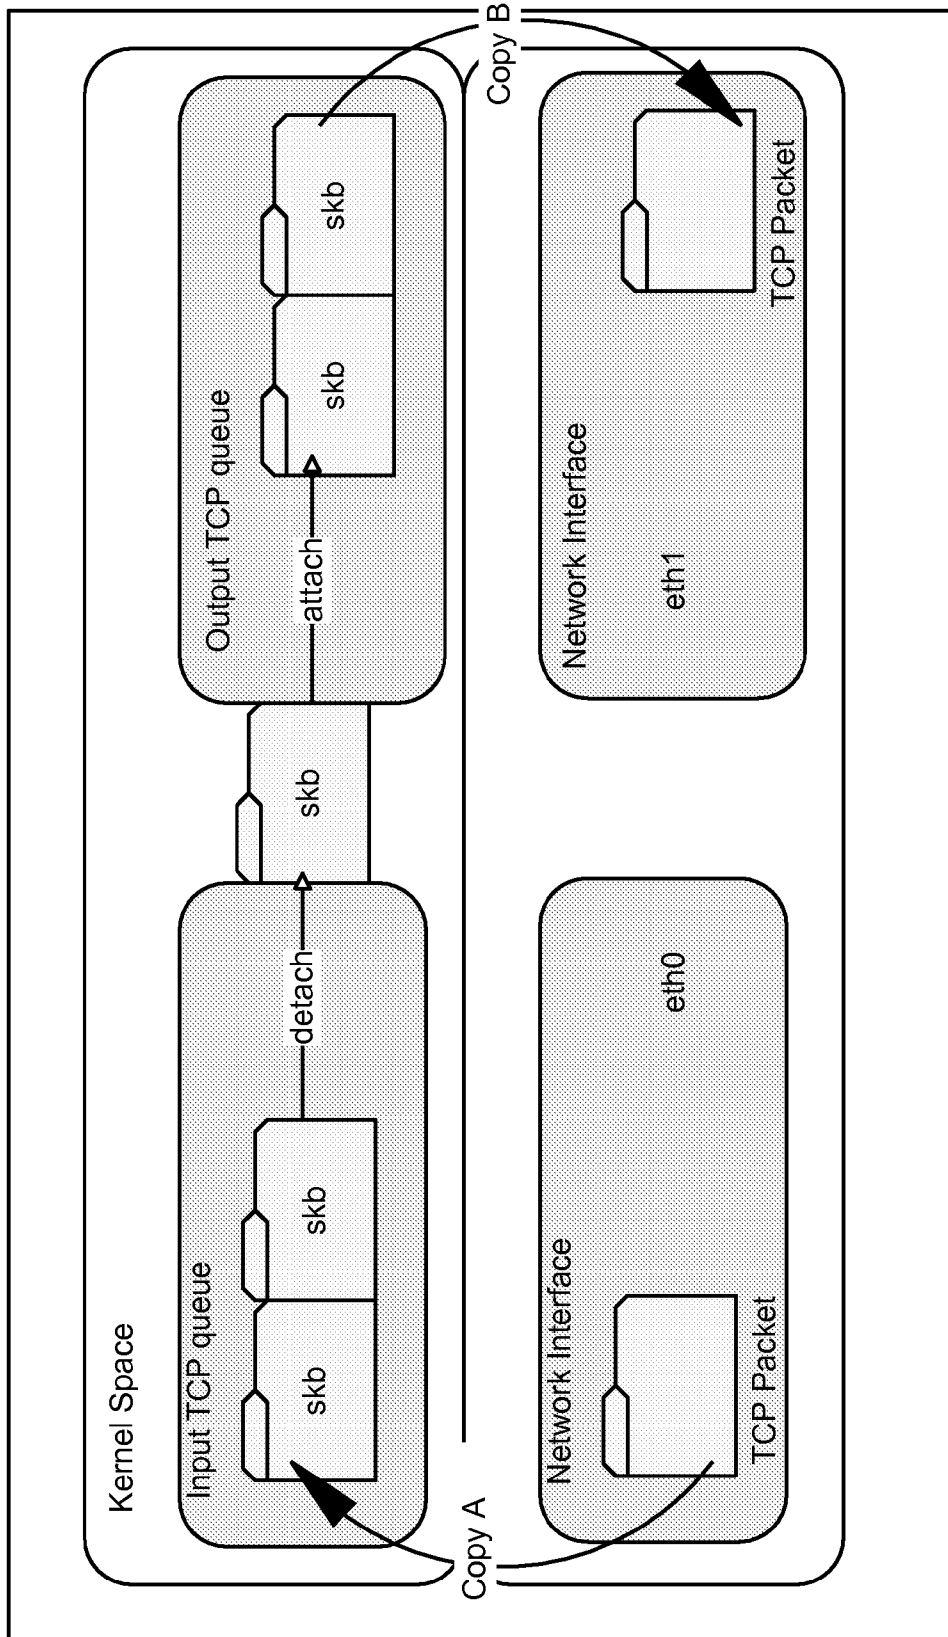 Kernel Space
Input TCP queue
skb
skb
detach
skb
Output TCP queue
attach
skb
skb
Copy A
Copy B
Network Interface
eth0
TCP Packet
Network Interface
eth1
TCP Packet